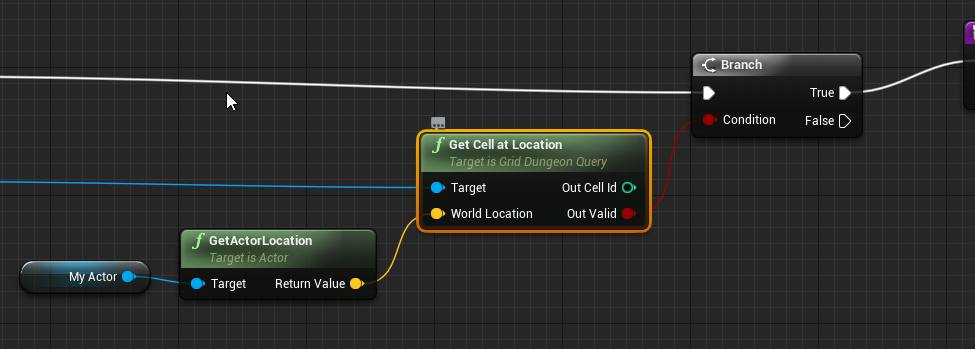 Branch
True
Condition
False
Get Cell at Location
Target is Grid Dungeon Query
Target
Out Cell Id
World Location
Out Valid
GetActorLocation
Target is Actor
My Actor
Target
Return Value